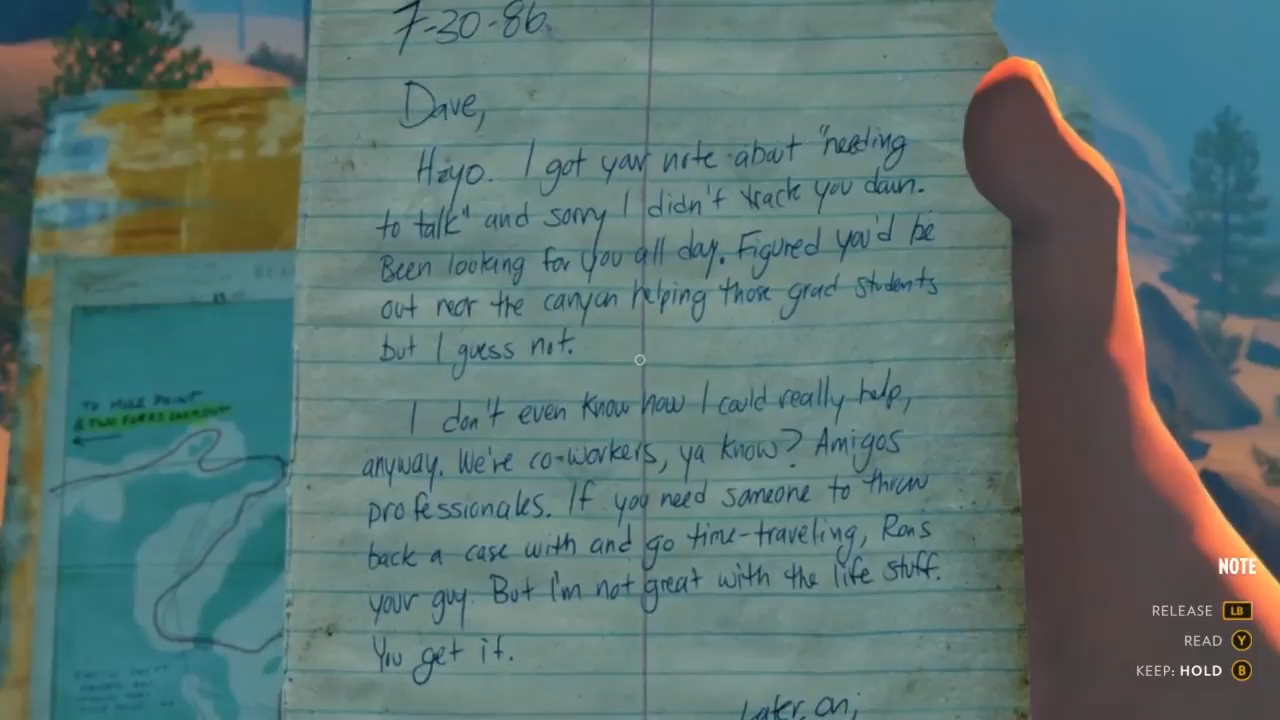 7-30-86.
Dave,
Heyo. I got your note about "needing
to talk" and sorry I didn't track you down.
Been looking for you all day. Figured you'd be
out near the canyon helping those grad students
but I guess not.
I don't even know how I could really help,
anyway. We're co-workers, ya know? Amigos
professionales. If you need someone to throw
back a case with and go time-traveling, Ron's
your guy. But I'm not great with the life stuff.
You get it.
Later, on,
TO MULE POINT
& TWO FORKS LOOKOUT
NOTE
RELEASE LB
READ Y
KEEP: HOLD B